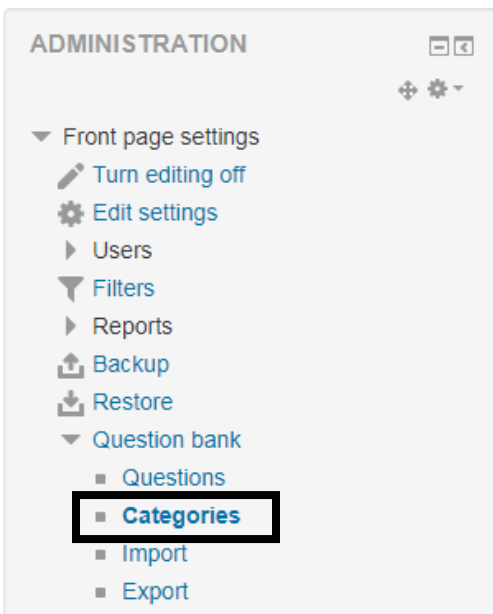 ADMINISTRATION
Front page settings
Turn editing off
Edit settings
Users
Filters
Reports
Backup
Restore
Question bank
Questions
Categories
Import
Export